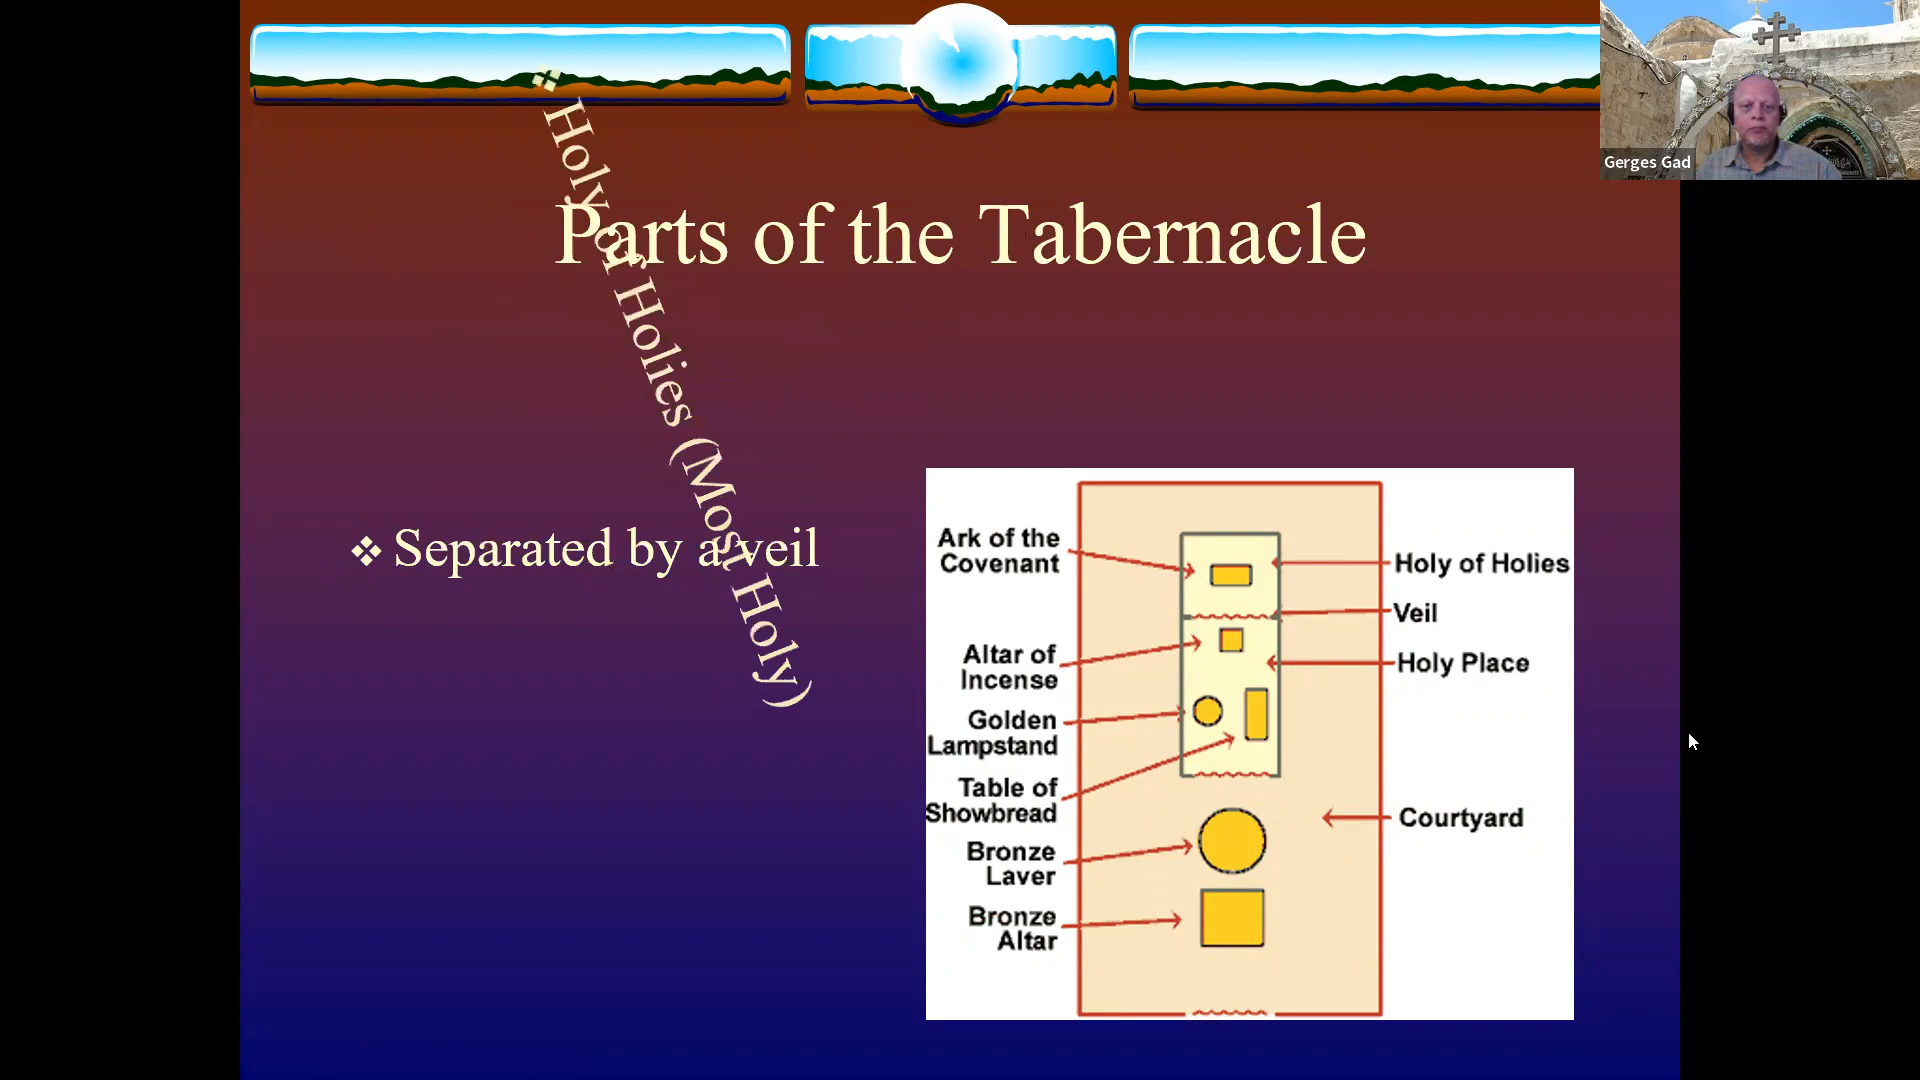 Gerges Gad
Parts of the Tabernacle
❖ Holy of Holies (Most Holy)
❖ Separated by a veil
Ark of the
Covenant
Altar of
Incense
Golden
Lampstand
Table of
Showbread
Bronze
Laver
Bronze
Altar
Holy of Holies
Veil
Holy Place
Courtyard